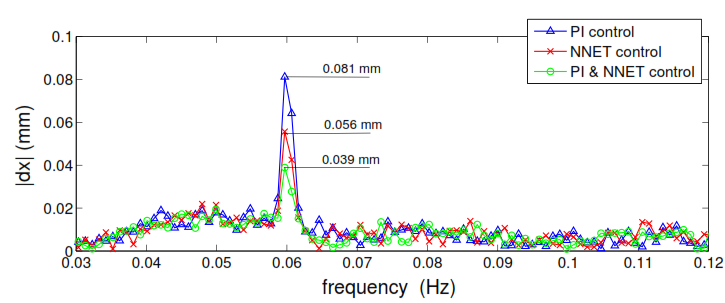 PI control
NNET control
PI & NNET control
0.1
0.08
0.06
0.04
0.02
0
|dx| (mm)
0.081 mm
0.056 mm
0.039 mm
0.03 0.04 0.05 0.06 0.07 0.08 0.09 0.1 0.11 0.12
frequency (Hz)